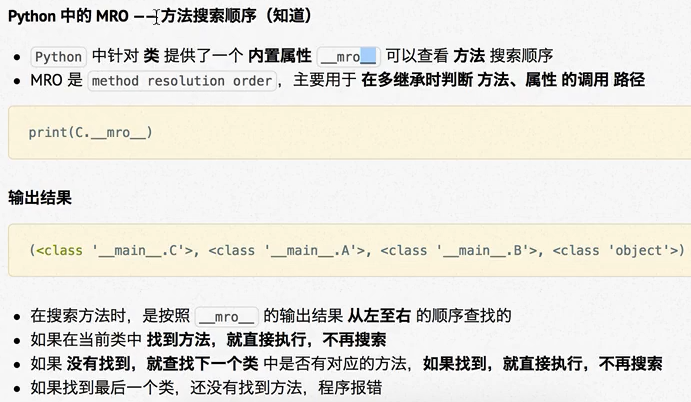 Python 中的 MRO —— 方法搜索顺序（知道）
Python 中针对 类 提供了一个 内置属性 __mro__ 可以查看 方法 搜索顺序
MRO 是 method resolution order，主要用于 在多继承时判断 方法、属性 的调用 路径
print(C.__mro__)
输出结果
(<class '__main__.C'>, <class '__main__.A'>, <class '__main__.B'>, <class 'object'>)
在搜索方法时，是按照 __mro__ 的输出结果 从左至右 的顺序查找的
如果在当前类中 找到方法，就直接执行，不再搜索
如果 没有找到，就查找下一个类 中是否有对应的方法，如果找到，就直接执行，不再搜索
如果找到最后一个类，还没有找到方法，程序报错